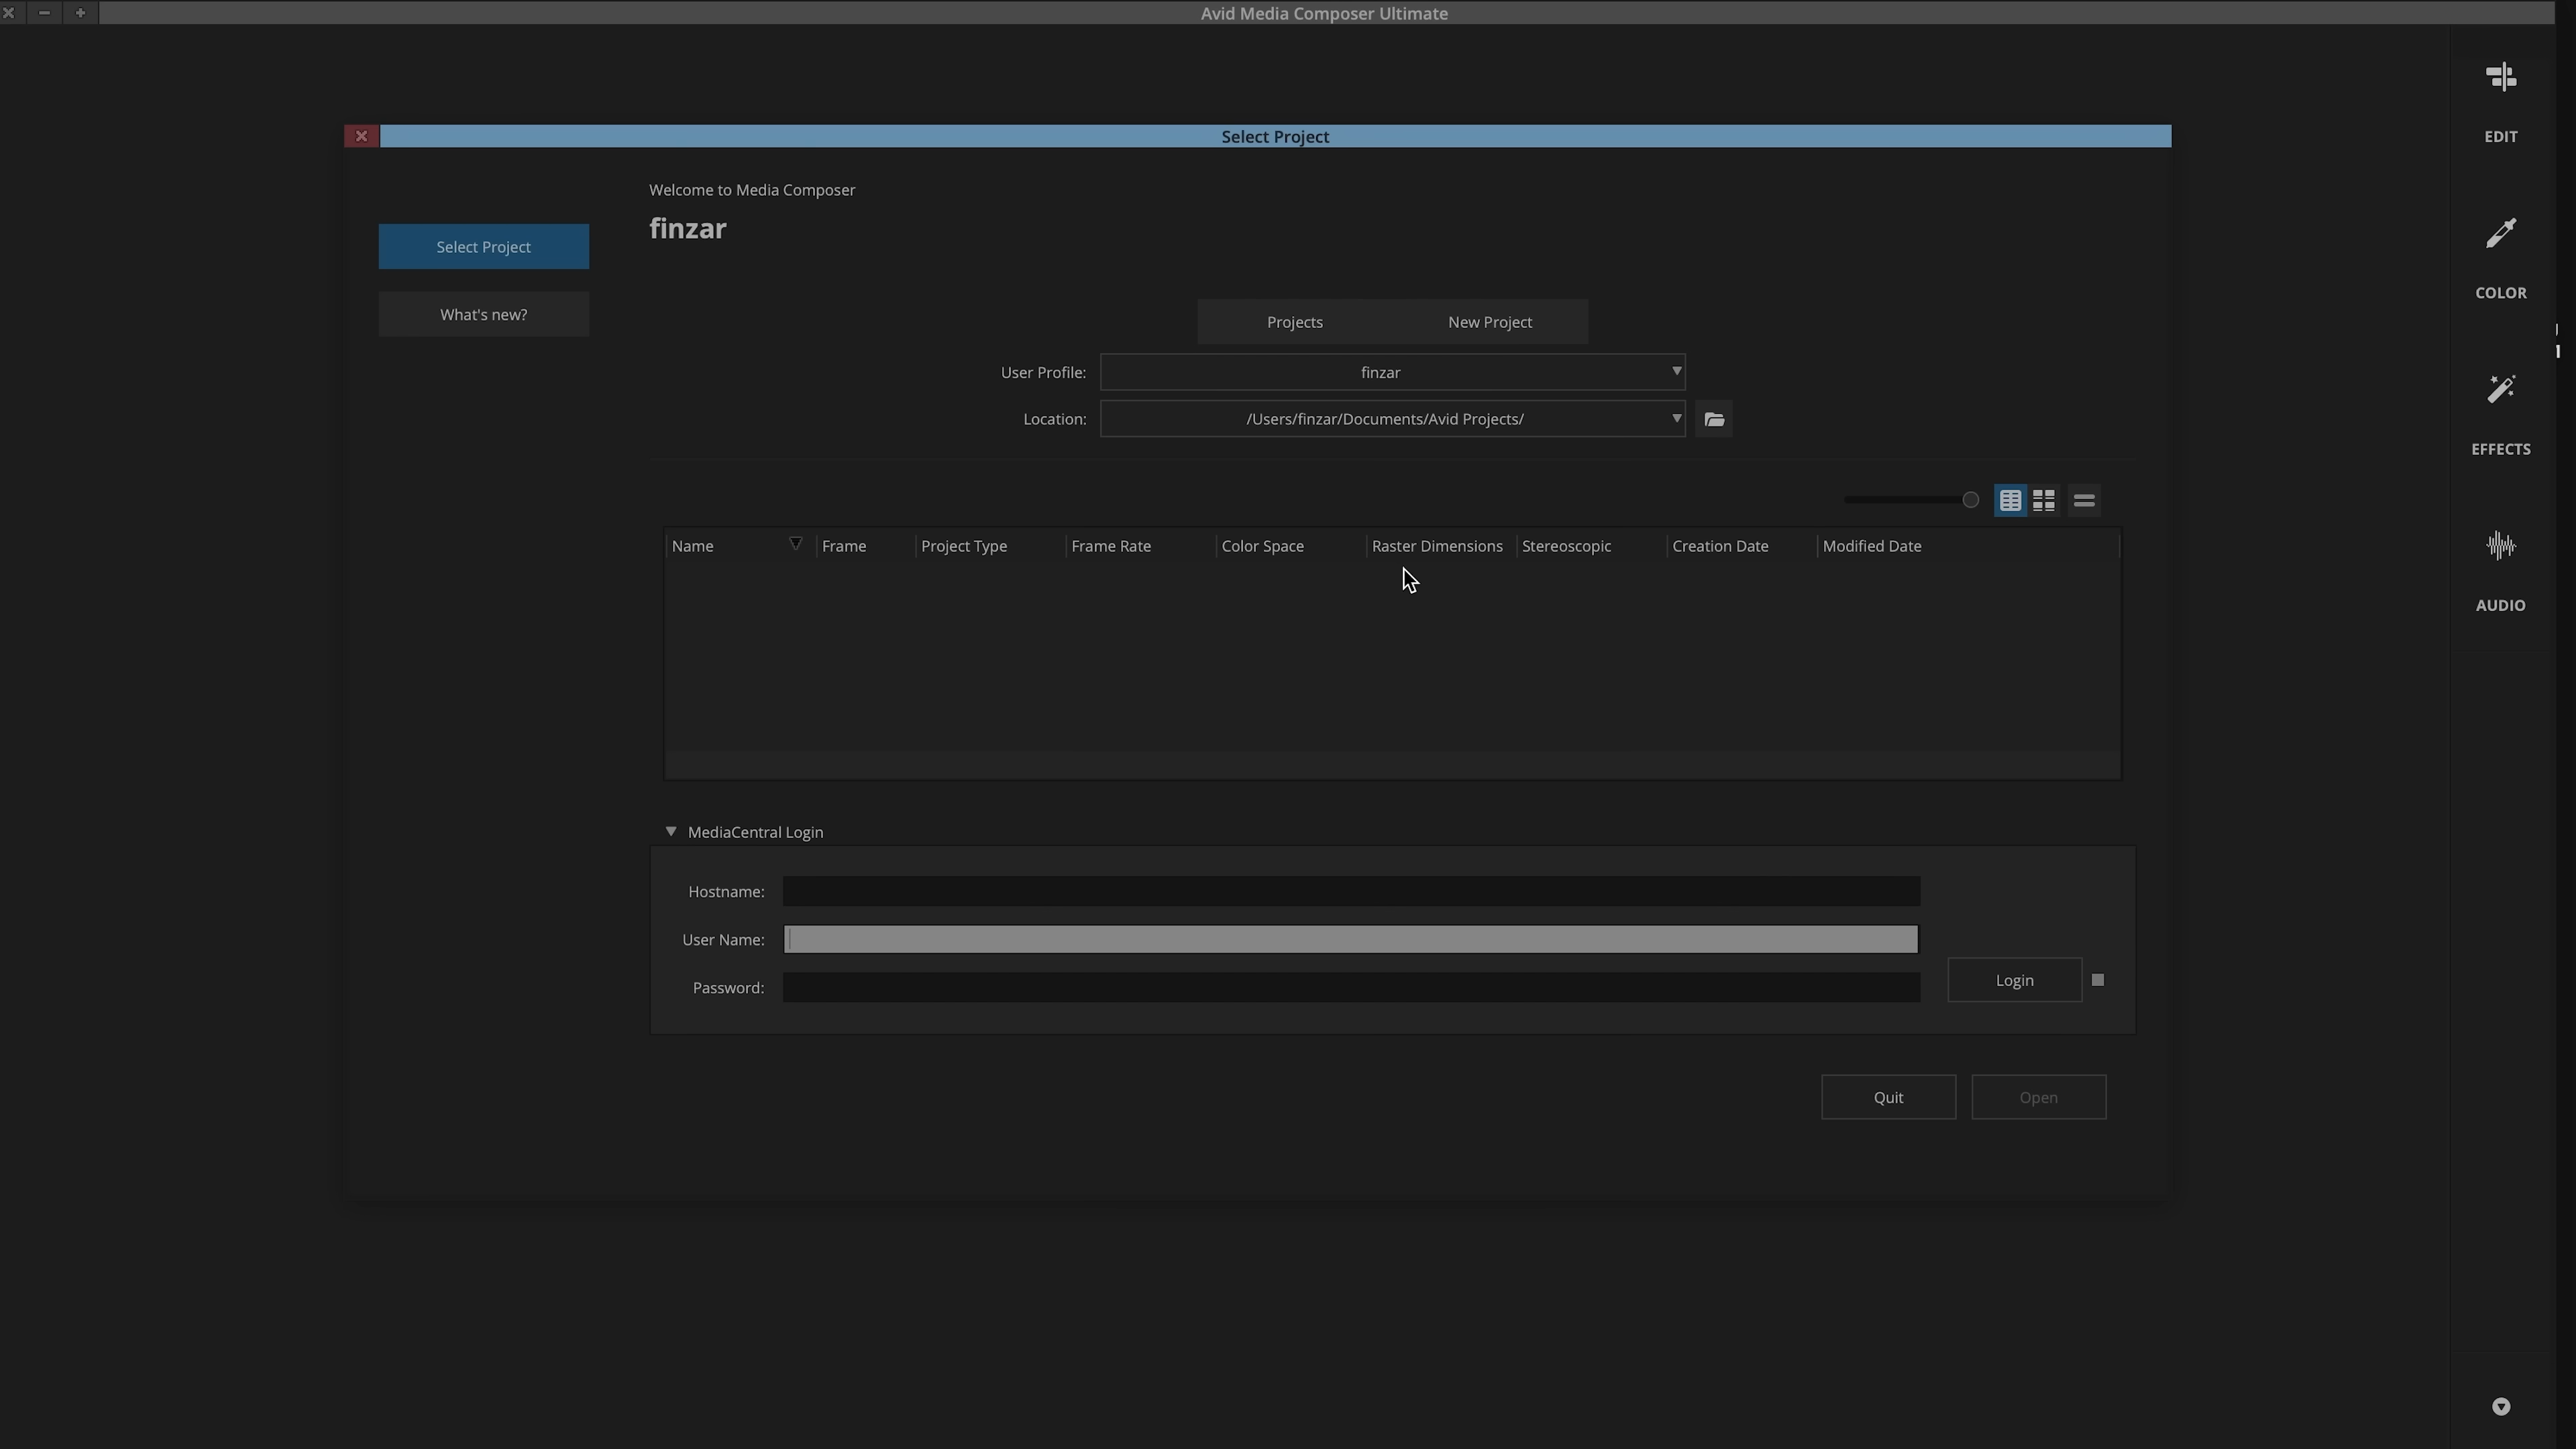 Avid Media Composer Ultimate
Select Project
Welcome to Media Composer
finzar
Select Project
What's new?
Projects
New Project
User Profile:
finzar
Location:
/Users/finzar/Documents/Avid Projects/
Name
Frame
Project Type
Frame Rate
Color Space
Raster Dimensions
Stereoscopic
Creation Date
Modified Date
MediaCentral Login
Hostname:
User Name:
Password:
Login
Quit
Open
EDIT
COLOR
EFFECTS
AUDIO